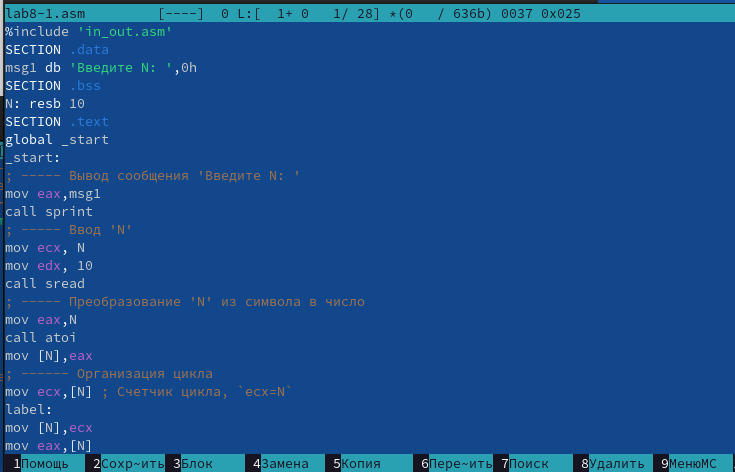 lab8-1.asm [----] 0 L:[ 1+ 0 1/ 28] *(0 / 636b) 0037 0x025
%include 'in_out.asm'
SECTION .data
msg1 db 'Введите N: ',0h
SECTION .bss
N: resb 10
SECTION .text
global _start
_start:
; ----- Вывод сообщения 'Введите N: '
mov eax,msg1
call sprint
; ----- Ввод 'N'
mov ecx, N
mov edx, 10
call sread
; ----- Преобразование 'N' из символа в число
mov eax,N
call atoi
mov [N],eax
; ------ Организация цикла
mov ecx,[N] ; Счетчик цикла, `ecx=N`
label:
mov [N],ecx
mov eax,[N]
1Помощь 2Сохр~ить 3Блок 4Замена 5Копия 6Пере~ить 7Поиск 8Удалить 9МенюМС